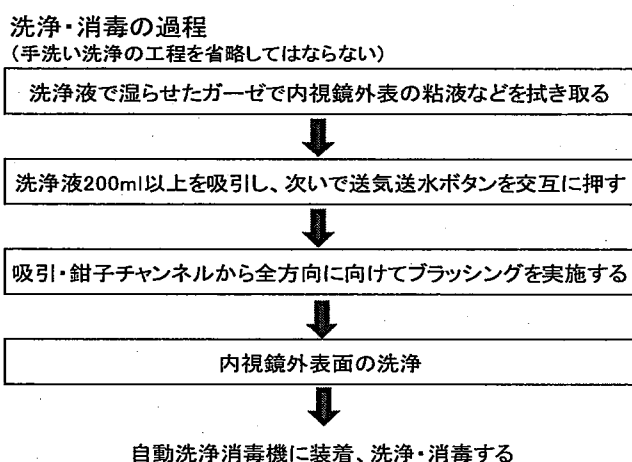 洗浄・消毒の過程
（手洗い洗浄の工程を省略してはならない）
洗浄液で湿らせたガーゼで内視鏡外表の粘液などを拭き取る
洗浄液200ml以上を吸引し、次いで送気送水ボタンを交互に押す
吸引・鉗子チャンネルから全方向に向けてブラッシングを実施する
内視鏡外表面の洗浄
自動洗浄消毒機に装着、洗浄・消毒する